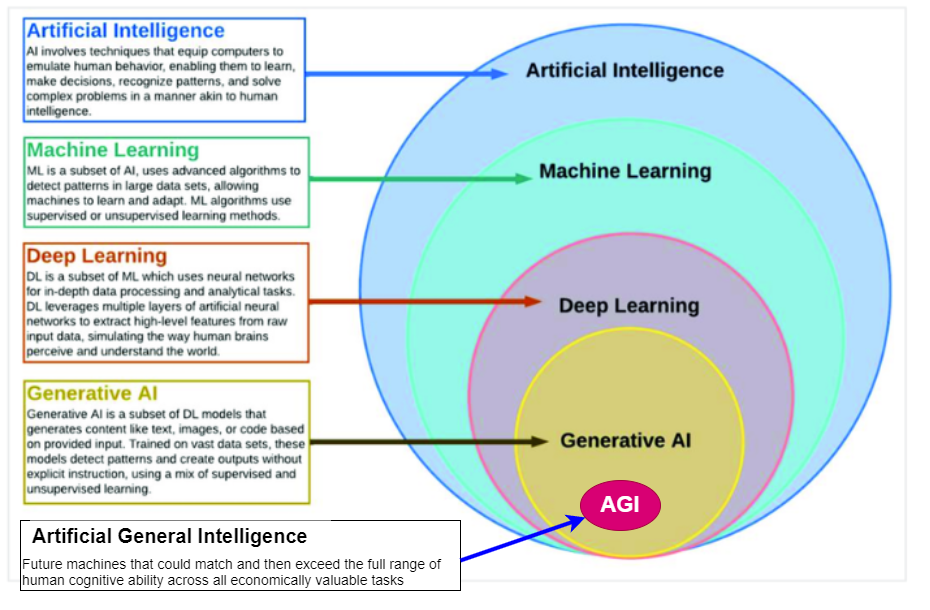 Artificial Intelligence
AI involves techniques that equip computers to
emulate human behavior, enabling them to learn,
make decisions, recognize patterns, and solve
complex problems in a manner akin to human
intelligence.
Machine Learning
ML is a subset of AI, uses advanced algorithms to
detect patterns in large data sets, allowing
machines to learn and adapt. ML algorithms use
supervised or unsupervised learning methods.
Deep Learning
DL is a subset of ML which uses neural networks
for in-depth data processing and analytical tasks.
DL leverages multiple layers of artificial neural
networks to extract high-level features from raw
input data, simulating the way human brains
perceive and understand the world.
Generative AI
Generative AI is a subset of DL models that
generates content like text, images, or code based
on provided input. Trained on vast data sets, these
models detect patterns and create outputs without
explicit instruction, using a mix of supervised and
unsupervised learning.
Artificial General Intelligence
Future machines that could match and then exceed the full range of
human cognitive ability across all economically valuable tasks
Artificial Intelligence
Machine Learning
Deep Learning
Generative AI
AGI